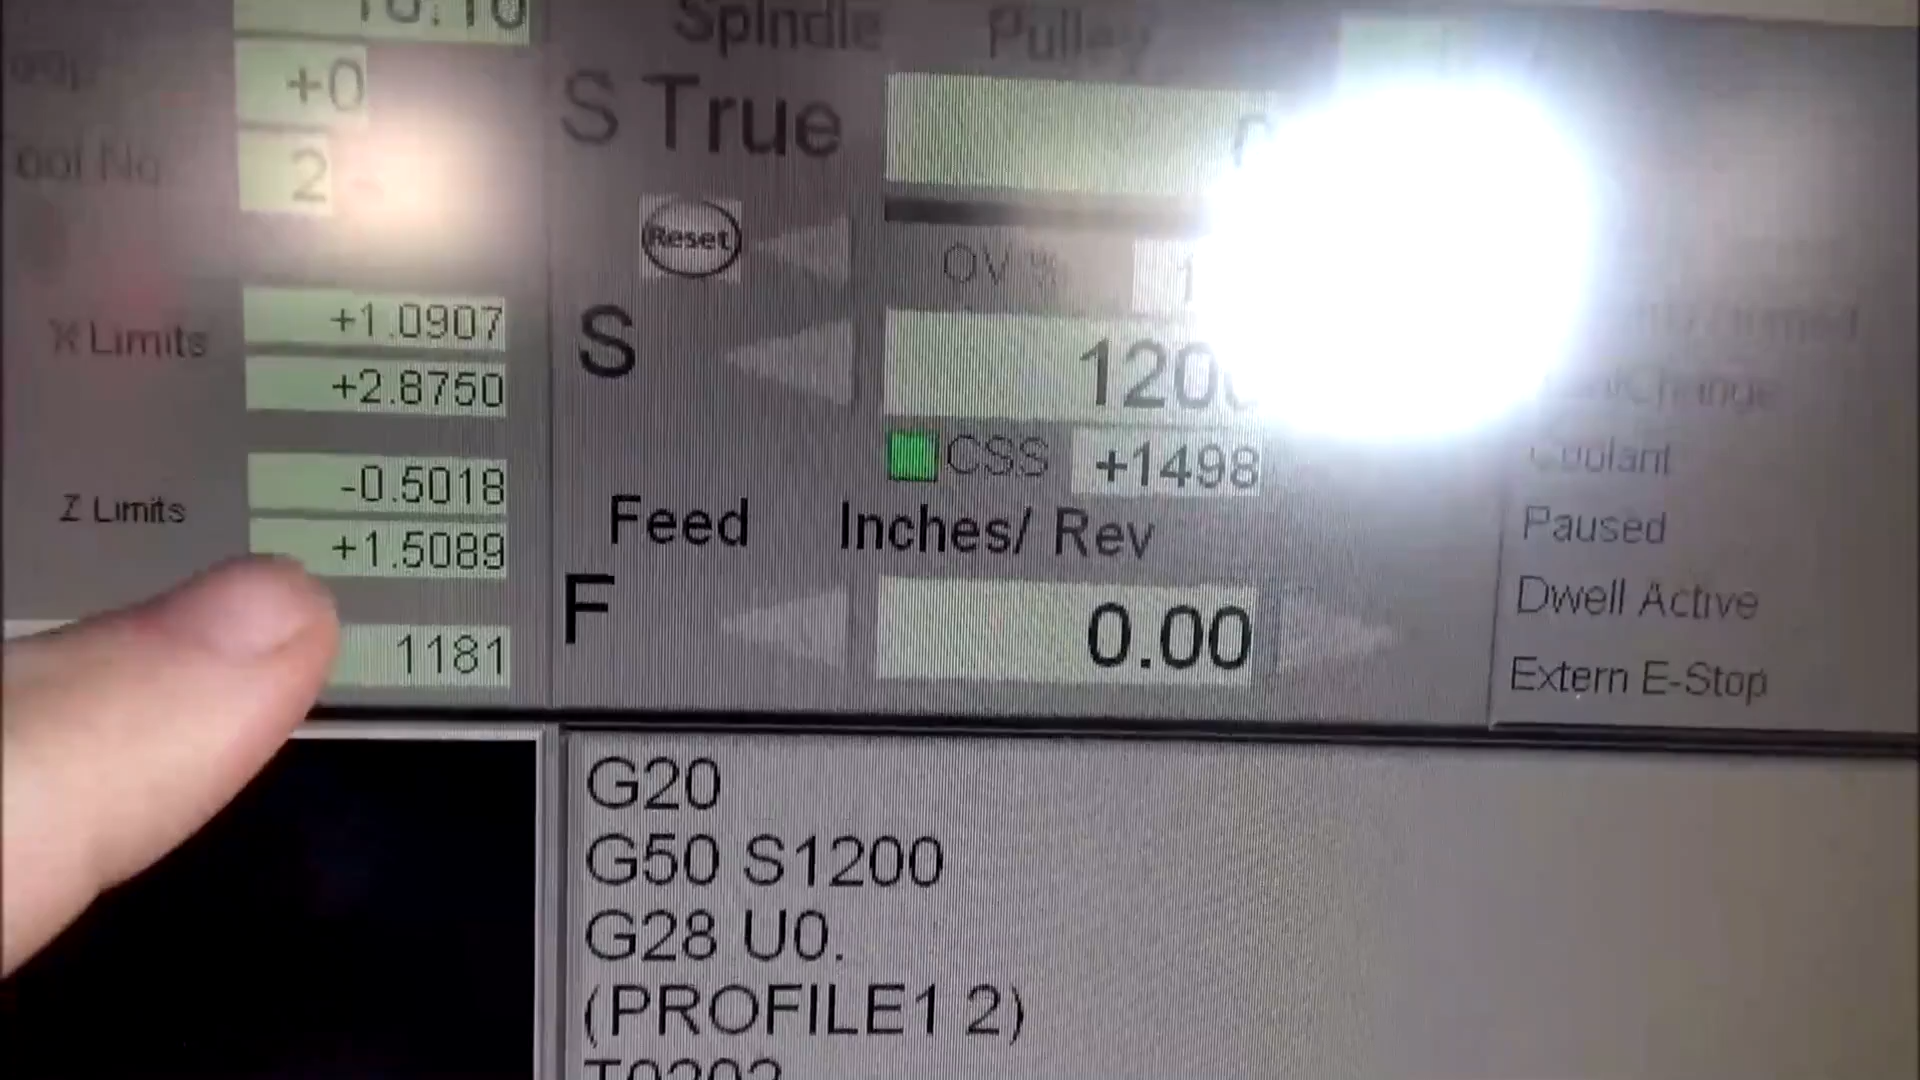 Spindle Pulley
+0
S True
2
Reset
OV %
X Limits +1.0907
+2.8750
S
CSS +1498
Z Limits -0.5018
+1.5089
Feed Inches/ Rev
F 0.00
1181
Coolant
Paused
Dwell Active
Extern E-Stop
G20
G50 S1200
G28 U0.
(PROFILE1 2)
T0202